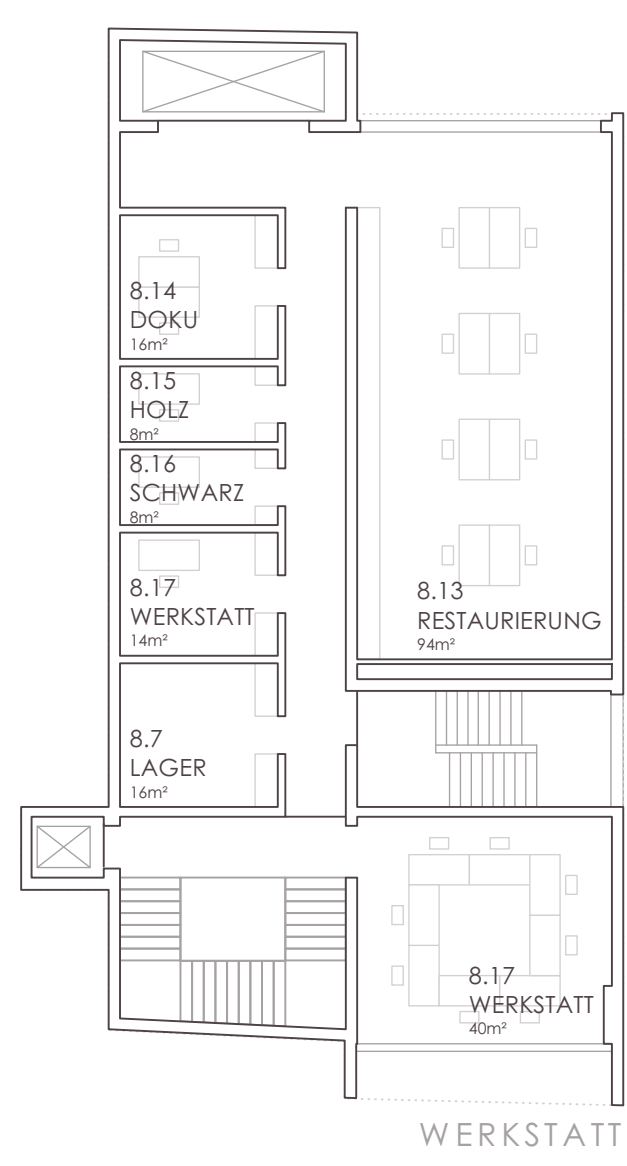 8.14
DOKU
16m²
8.15
HOLZ
8m²
8.16
SCHWARZ
8m²
8.17
WERKSTATT
14m²
8.13
RESTAURIERUNG
94m²
8.7
LAGER
16m²
8.17
WERKSTATT
40m²
WERKSTATT